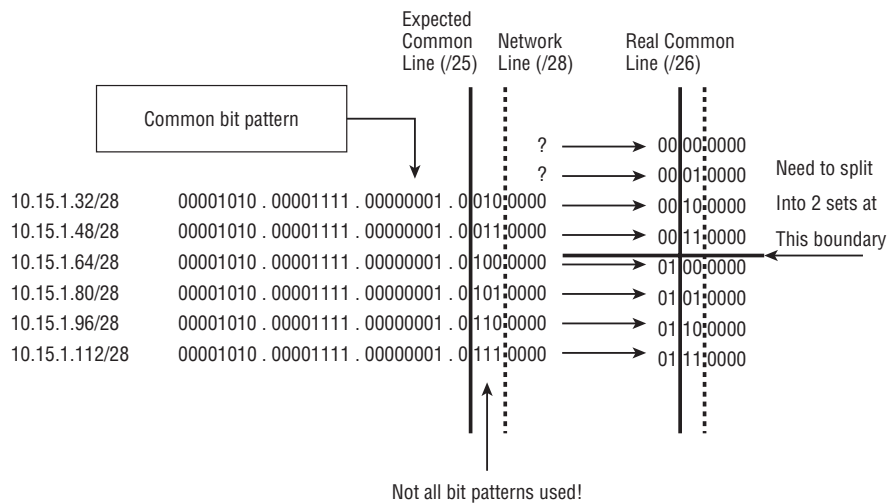 Expected
Common
Line (/25)
Network
Line (/28)
Real Common
Line (/26)
Common bit pattern
? 00 00 0000
? 00 01 0000
10.15.1.32/28 00001010 . 00001111 . 00000001 . 0 010 0000 00 10 0000
10.15.1.48/28 00001010 . 00001111 . 00000001 . 0 011 0000 00 11 0000
10.15.1.64/28 00001010 . 00001111 . 00000001 . 0 100 0000 01 00 0000
10.15.1.80/28 00001010 . 00001111 . 00000001 . 0 101 0000 01 01 0000
10.15.1.96/28 00001010 . 00001111 . 00000001 . 0 110 0000 01 10 0000
10.15.1.112/28 00001010 . 00001111 . 00000001 . 0 111 0000 01 11 0000
Need to split
Into 2 sets at
This boundary
Not all bit patterns used!